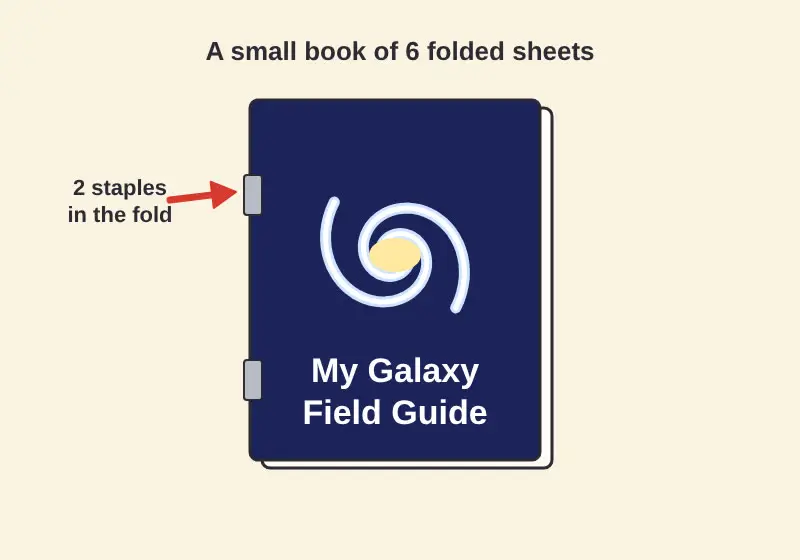 A small book of 6 folded sheets
2 staples
in the fold
My Galaxy
Field Guide